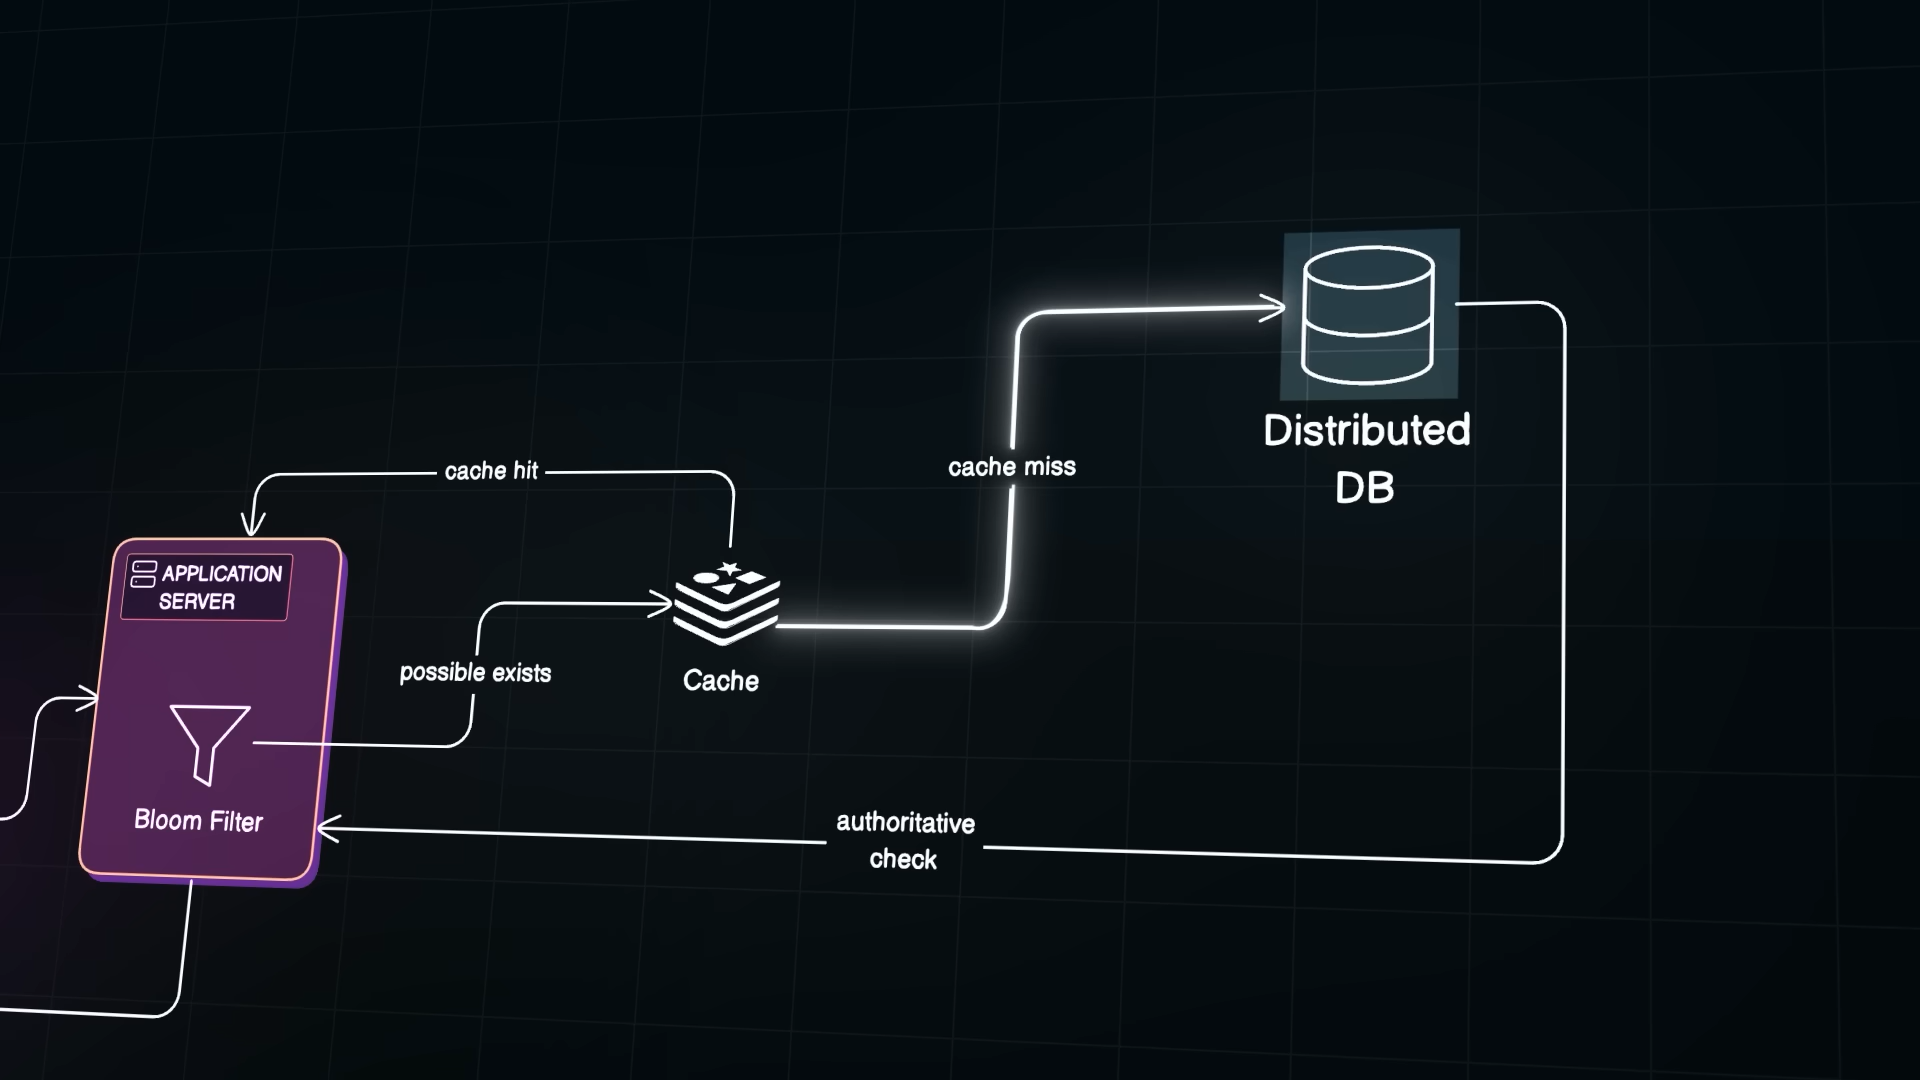 cache hit
cache miss
Distributed
DB
APPLICATION
SERVER
possible exists
Cache
Bloom Filter
authoritative
check